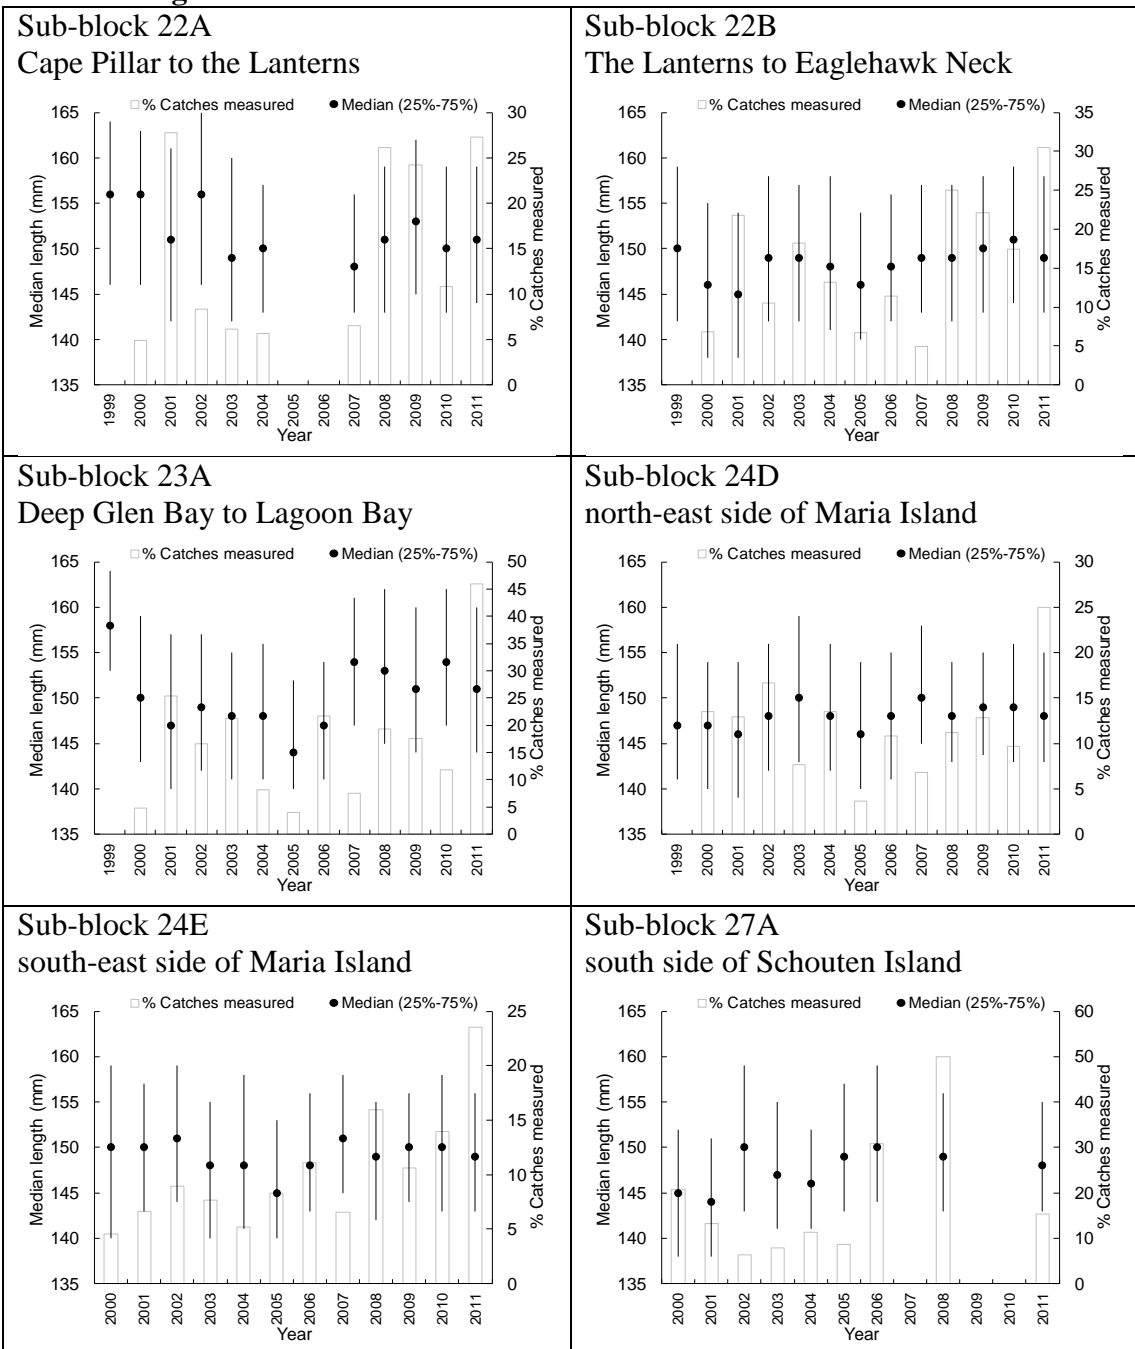 Sub-block 22A
Cape Pillar to the Lanterns
□% Catches measured ●Median (25%-75%)
Median length (mm)
165
160
155
150
145
140
135
30
25
20
15
10
5
0
% Catches measured
1999 2000 2001 2002 2003 2004 2005 2006 2007 2008 2009 2010 2011
Year
Sub-block 22B
The Lanterns to Eaglehawk Neck
□% Catches measured ●Median (25%-75%)
Median length (mm)
165
160
155
150
145
140
135
35
30
25
20
15
10
5
0
% Catches measured
1999 2000 2001 2002 2003 2004 2005 2006 2007 2008 2009 2010 2011
Year
Sub-block 23A
Deep Glen Bay to Lagoon Bay
□% Catches measured ●Median (25%-75%)
Median length (mm)
165
160
155
150
145
140
135
50
45
40
35
30
25
20
15
10
5
0
% Catches measured
1999 2000 2001 2002 2003 2004 2005 2006 2007 2008 2009 2010 2011
Year
Sub-block 24D
north-east side of Maria Island
□% Catches measured ●Median (25%-75%)
Median length (mm)
165
160
155
150
145
140
135
30
25
20
15
10
5
0
% Catches measured
1999 2000 2001 2002 2003 2004 2005 2006 2007 2008 2009 2010 2011
Year
Sub-block 24E
south-east side of Maria Island
□% Catches measured ●Median (25%-75%)
Median length (mm)
165
160
155
150
145
140
135
25
20
15
10
5
0
% Catches measured
2000 2001 2002 2003 2004 2005 2006 2007 2008 2009 2010 2011
Year
Sub-block 27A
south side of Schouten Island
□% Catches measured ●Median (25%-75%)
Median length (mm)
165
160
155
150
145
140
135
60
50
40
30
20
10
0
% Catches measured
2000 2001 2002 2003 2004 2005 2006 2007 2008 2009 2010 2011
Year